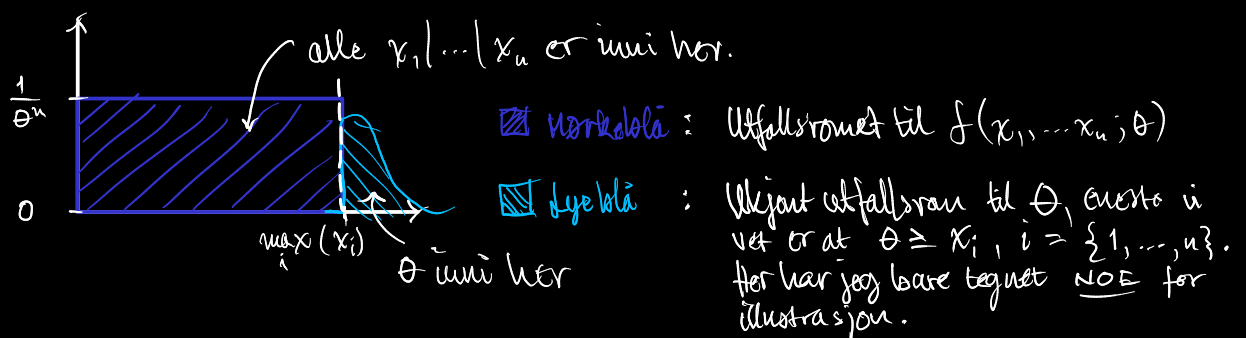 alle x₁, ..., xₙ er inni her.
1/θⁿ
mørkeblå : Utfallsrommet til f(x₁, ... xₙ ; θ)
0
lyeblå : Ukjent utfallsrom til θ, eneste vi
vet er at θ ≥ xᵢ, i = {1, ..., n}.
max (xᵢ)
i
θ inni her
Her har jeg bare tegnet NOE for
illustrasjon.